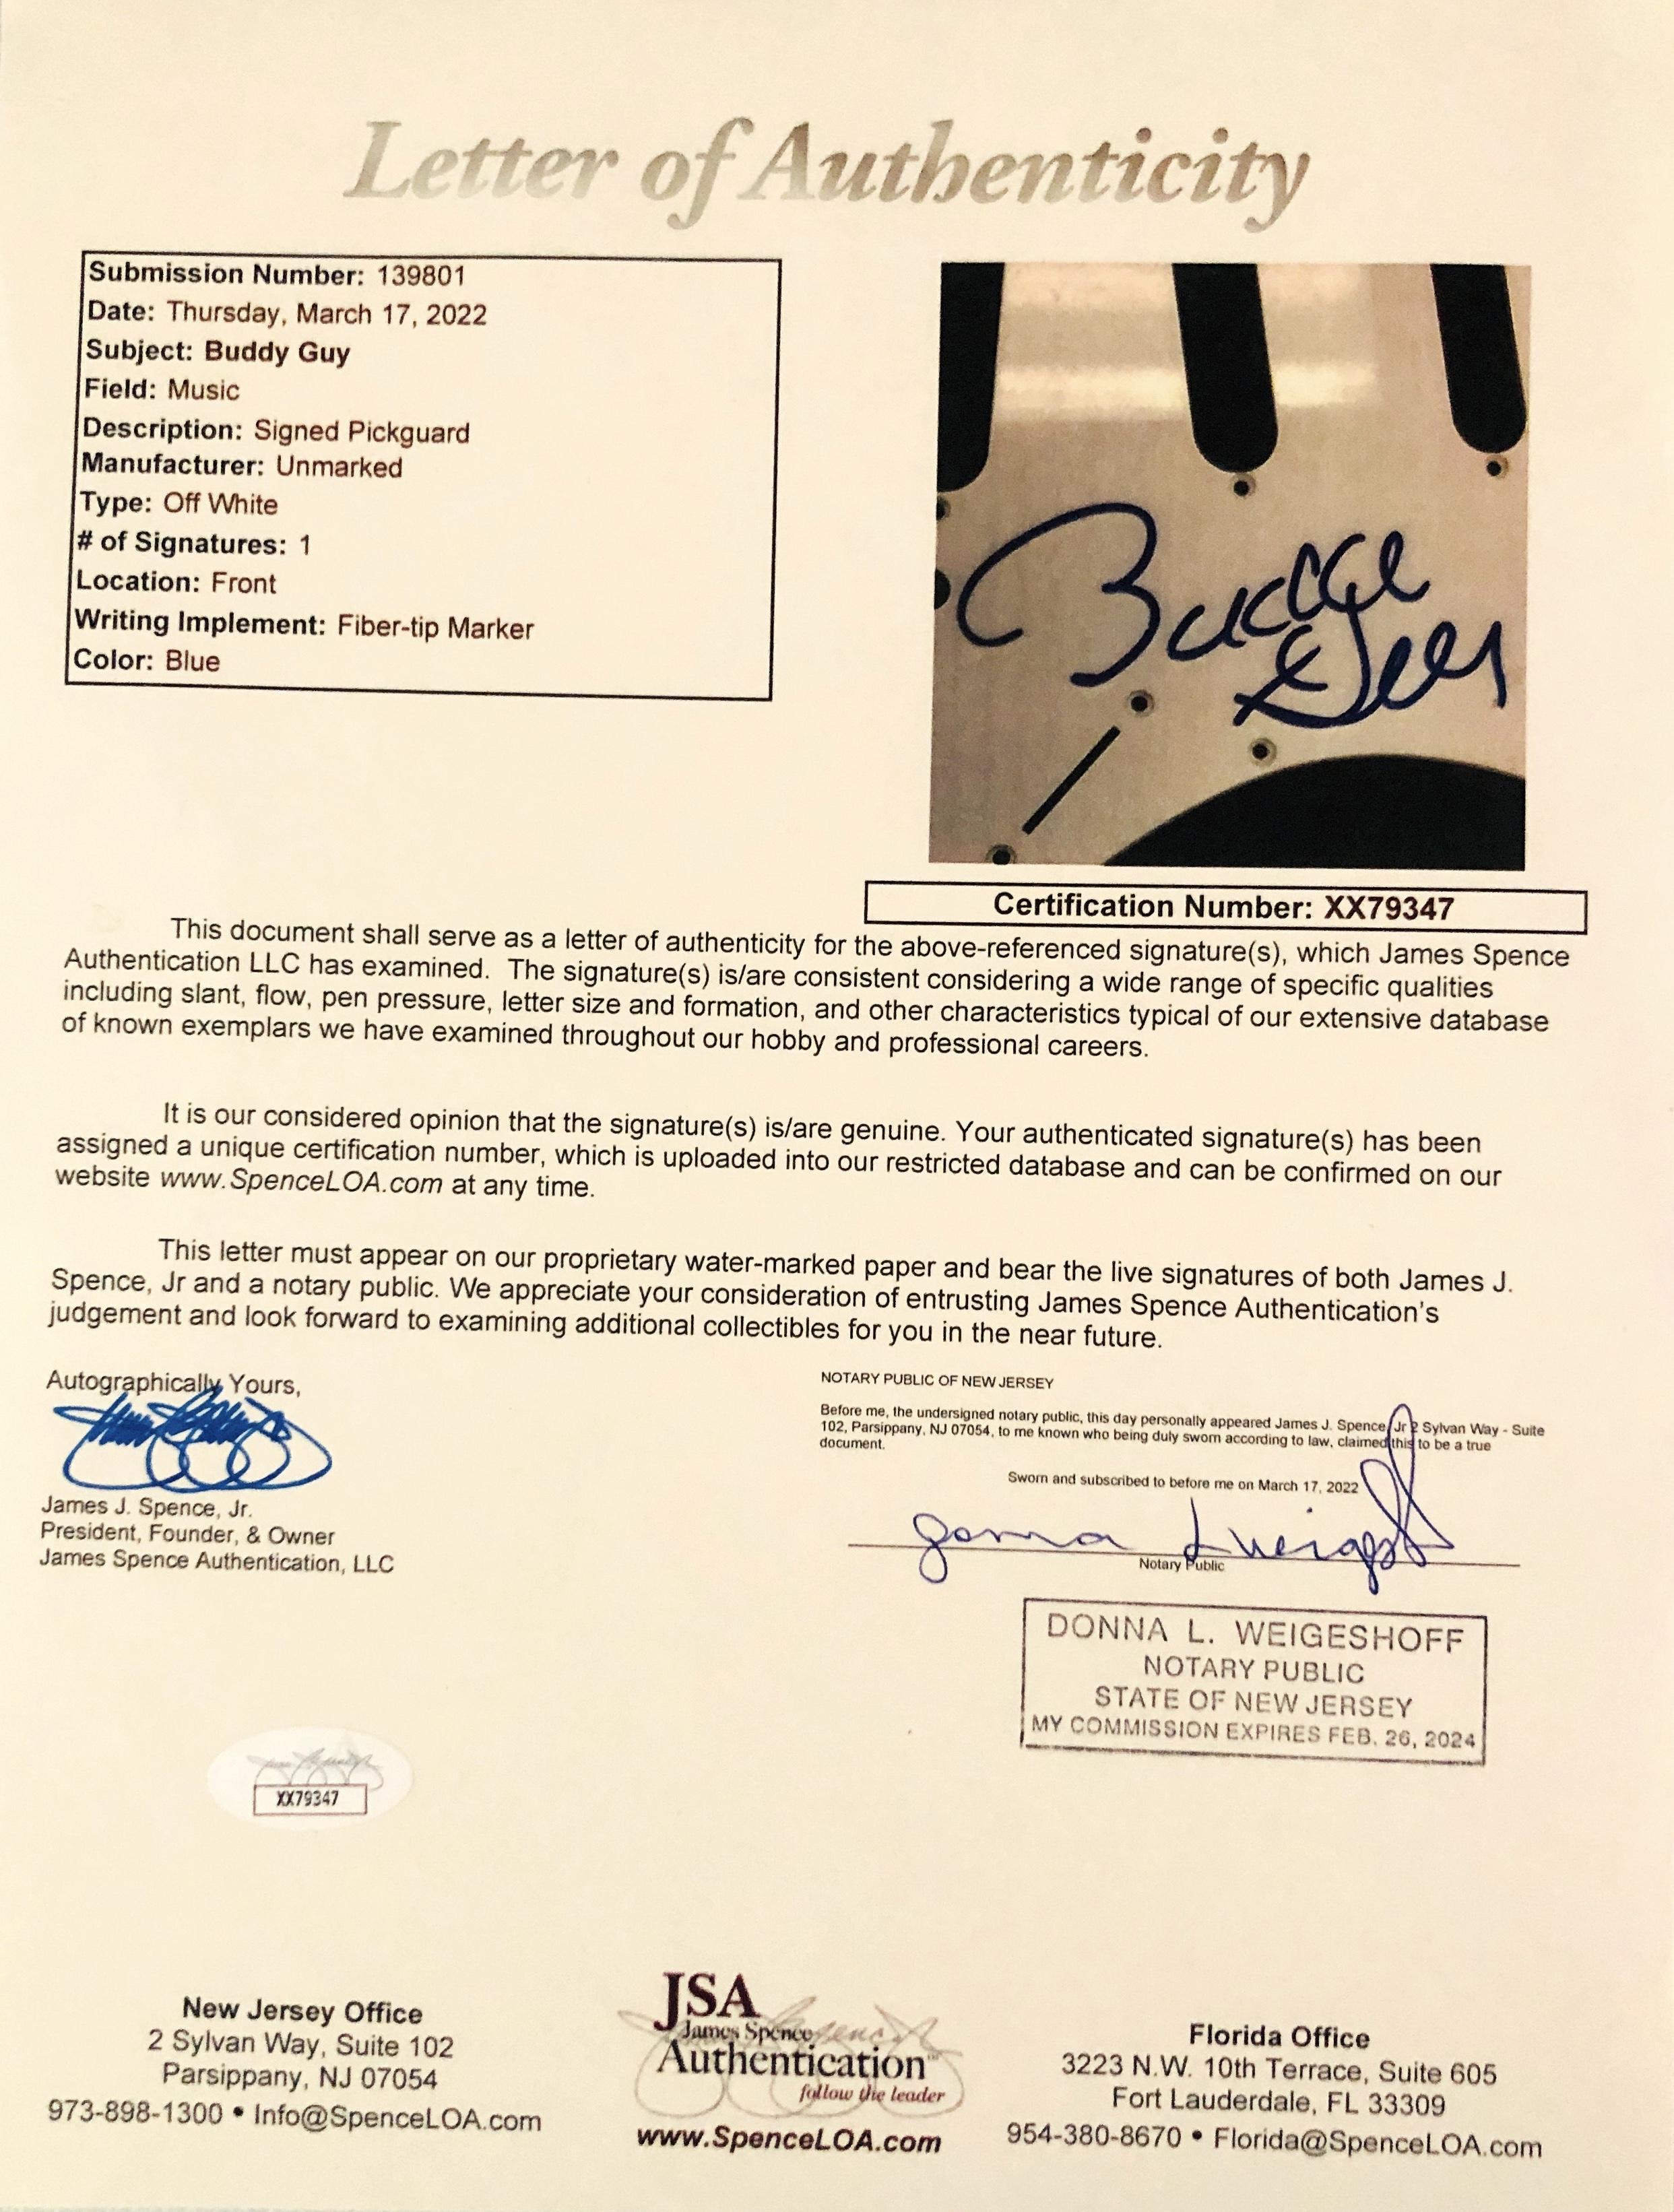 Letter of Authenticity
Submission Number: 139801
Date: Thursday, March 17, 2022
Subject: Buddy Guy
Field: Music
Description: Signed Pickguard
Manufacturer: Unmarked
Type: Off White
# of Signatures: 1
Location: Front
Writing Implement: Fiber-tip Marker
Color: Blue
Buddy
Guy
Certification Number: XX79347
This document shall serve as a letter of authenticity for the above-referenced signature(s), which James Spence
Authentication LLC has examined. The signature(s) is/are consistent considering a wide range of specific qualities
including slant, flow, pen pressure, letter size and formation, and other characteristics typical of our extensive database
of known exemplars we have examined throughout our hobby and professional careers.
It is our considered opinion that the signature(s) is/are genuine. Your authenticated signature(s) has been
assigned a unique certification number, which is uploaded into our restricted database and can be confirmed on our
website www.SpenceLOA.com at any time.
This letter must appear on our proprietary water-marked paper and bear the live signatures of both James J.
Spence, Jr and a notary public. We appreciate your consideration of entrusting James Spence Authentication's
judgement and look forward to examining additional collectibles for you in the near future.
Autographically Yours,
James J. Spence, Jr.
President, Founder, & Owner
James Spence Authentication, LLC
NOTARY PUBLIC OF NEW JERSEY
Before me, the undersigned notary public, this day personally appeared James J. Spence, Jr 2 Sylvan Way - Suite
102, Parsippany, NJ 07054, to me known who being duly sworn according to law, claimed this to be a true
document.
Sworn and subscribed to before me on March 17, 2022
Notary Public
DONNA L. WEIGESHOFF
NOTARY PUBLIC
STATE OF NEW JERSEY
MY COMMISSION EXPIRES FEB. 26, 2024
XX79347
New Jersey Office
2 Sylvan Way, Suite 102
Parsippany, NJ 07054
973-898-1300 • Info@SpenceLOA.com
JSA
James Spence
Authentication™
follow the leader
www.SpenceLOA.com
Florida Office
3223 N.W. 10th Terrace, Suite 605
Fort Lauderdale, FL 33309
954-380-8670 • Florida@SpenceLOA.com